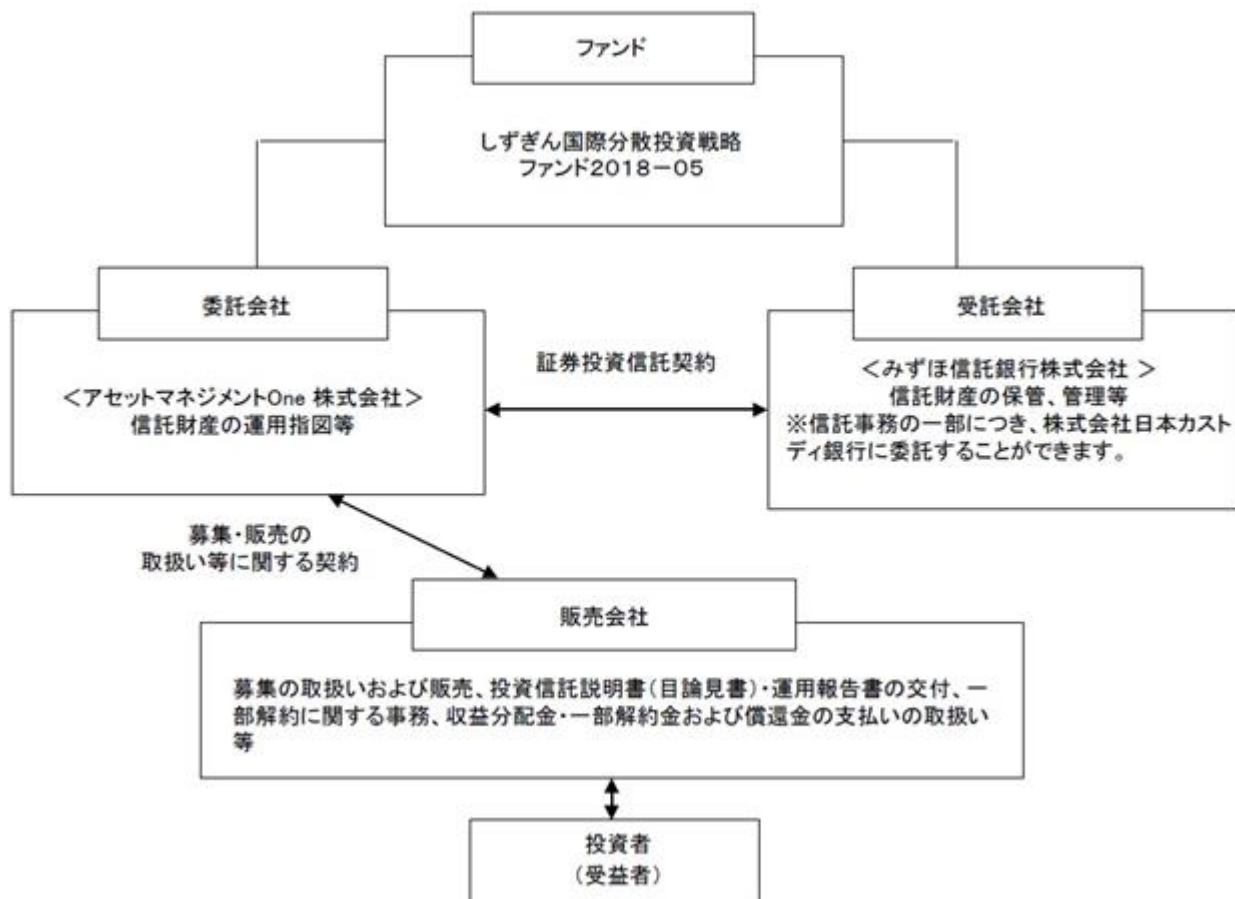 ファンド
しずぎん国際分散投資戦略
ファンド2018－05
委託会社
＜アセットマネジメントOne 株式会社＞
信託財産の運用指図等
証券投資信託契約
受託会社
＜みずほ信託銀行株式会社 ＞
信託財産の保管、管理等
※信託事務の一部につき、株式会社日本カスト
ディ銀行に委託することができます。
募集・販売の
取扱い等に関する契約
販売会社
募集の取扱いおよび販売、投資信託説明書(目論見書)・運用報告書の交付、一
部解約に関する事務、収益分配金・一部解約金および償還金の支払いの取扱い
等
投資者
(受益者)